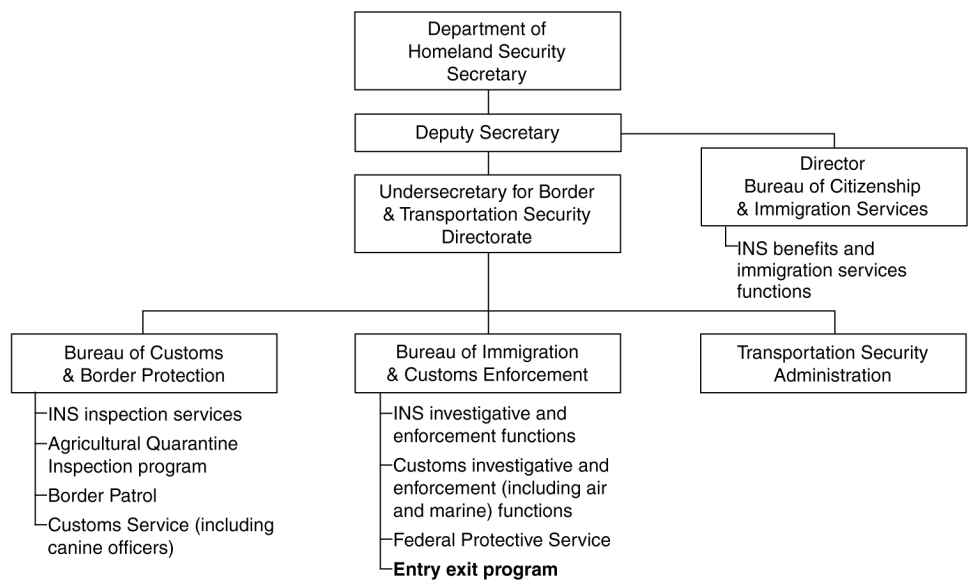 Department of
Homeland Security
Secretary
Deputy Secretary
Director
Bureau of Citizenship
& Immigration Services
Undersecretary for Border
& Transportation Security
Directorate
INS benefits and
immigration services
functions
Bureau of Customs
& Border Protection
INS inspection services
Agricultural Quarantine
Inspection program
Border Patrol
Customs Service (including
canine officers)
Bureau of Immigration
& Customs Enforcement
INS investigative and
enforcement functions
Customs investigative and
enforcement (including air
and marine) functions
Federal Protective Service
Entry exit program
Transportation Security
Administration